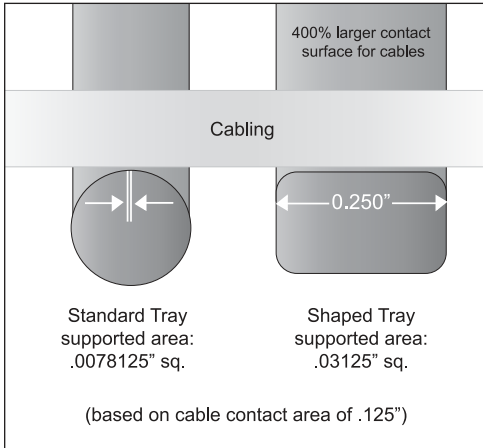 400% larger contact
surface for cables
Cabling
0.250”
Standard Tray
supported area:
.0078125” sq.
Shaped Tray
supported area:
.03125” sq.
(based on cable contact area of .125”)